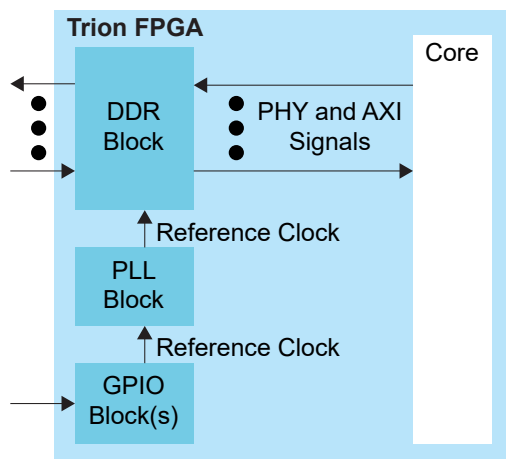 Trion FPGA
Core
DDR
Block
PHY and AXI
Signals
Reference Clock
PLL
Block
Reference Clock
GPIO
Block(s)